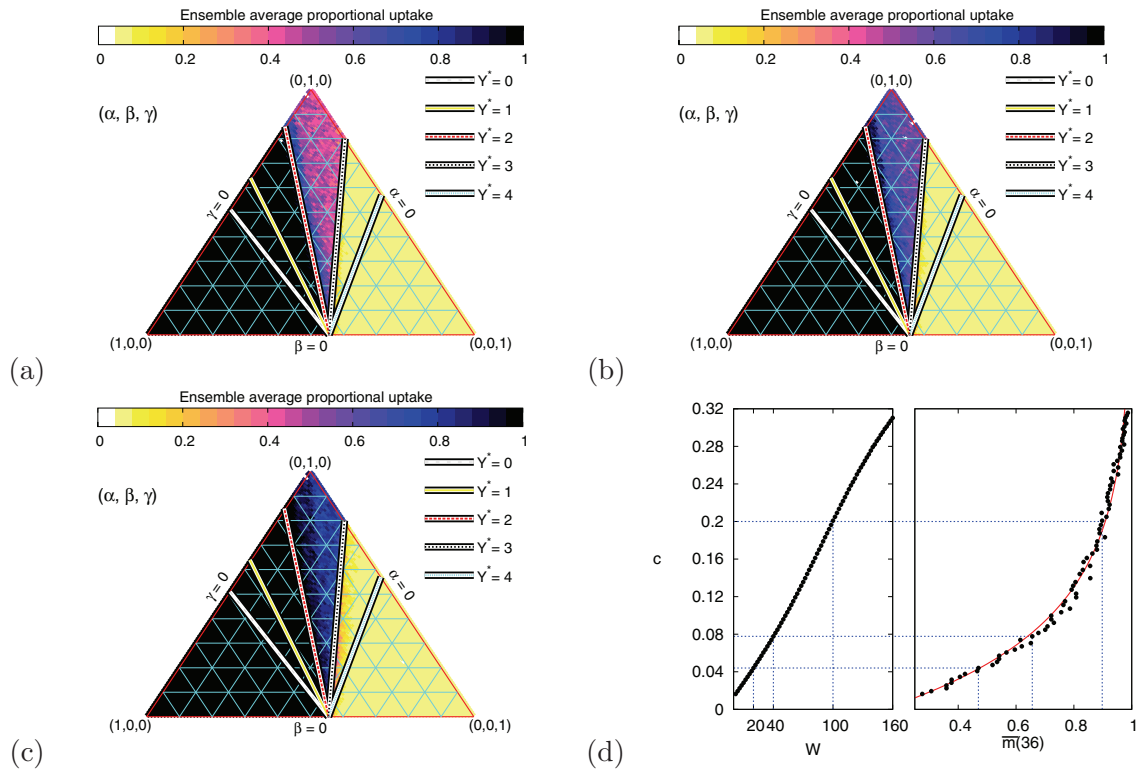 Ensemble average proportional uptake
0 0.2 0.4 0.6 0.8 1
(0,1,0)
(α, β, γ)
Y* = 0
Y* = 1
Y* = 2
Y* = 3
Y* = 4
γ = 0
α = 0
(1,0,0)
β = 0
(0,0,1)
(a)
Ensemble average proportional uptake
0 0.2 0.4 0.6 0.8 1
(0,1,0)
(α, β, γ)
Y* = 0
Y* = 1
Y* = 2
Y* = 3
Y* = 4
γ = 0
α = 0
(1,0,0)
β = 0
(0,0,1)
(b)
Ensemble average proportional uptake
0 0.2 0.4 0.6 0.8 1
(0,1,0)
(α, β, γ)
Y* = 0
Y* = 1
Y* = 2
Y* = 3
Y* = 4
γ = 0
α = 0
(1,0,0)
β = 0
(0,0,1)
(c)
0.32
0.28
0.24
0.2
0.16
0.12
0.08
0.04
0
c
20 40 100 160
W
0.4 0.6 0.8 1
m̅(36)
(d)